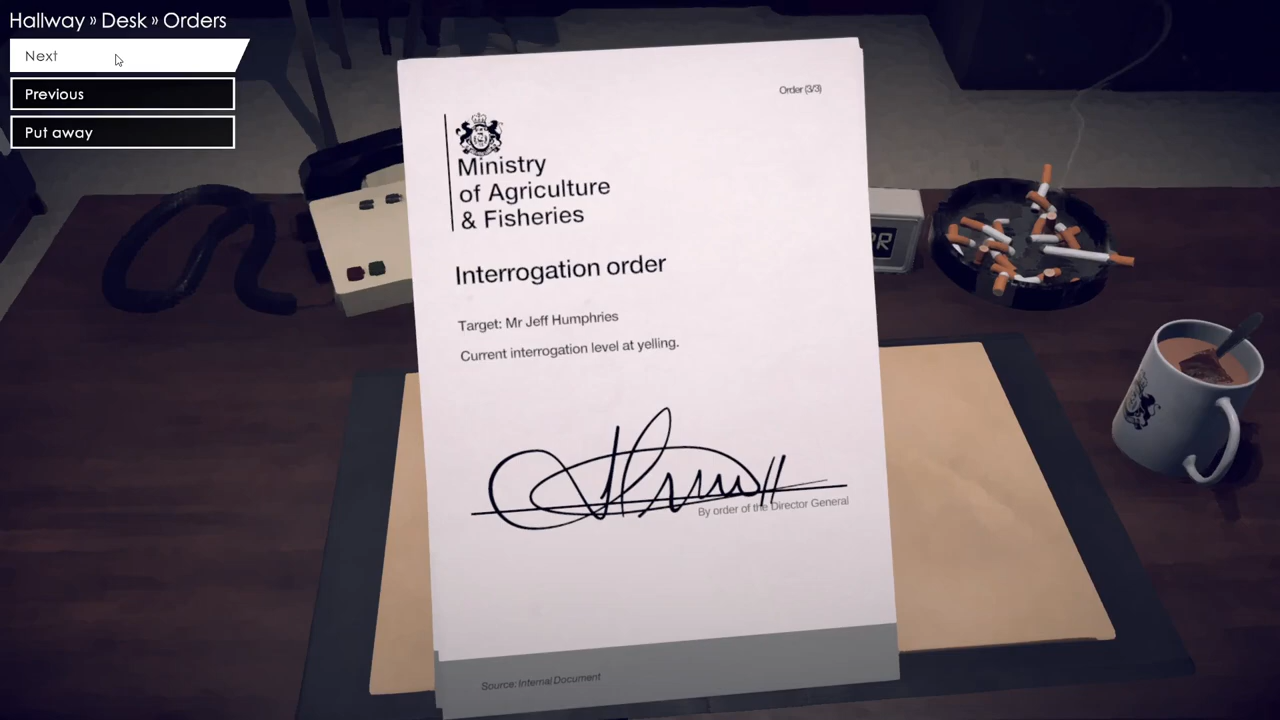 Hallway » Desk » Orders
Next
Previous
Put away
Order (3/3)
Ministry
of Agriculture
& Fisheries
Interrogation order
Target: Mr Jeff Humphries
Current interrogation level at yelling.
By order of the Director General
Source: Internal Document